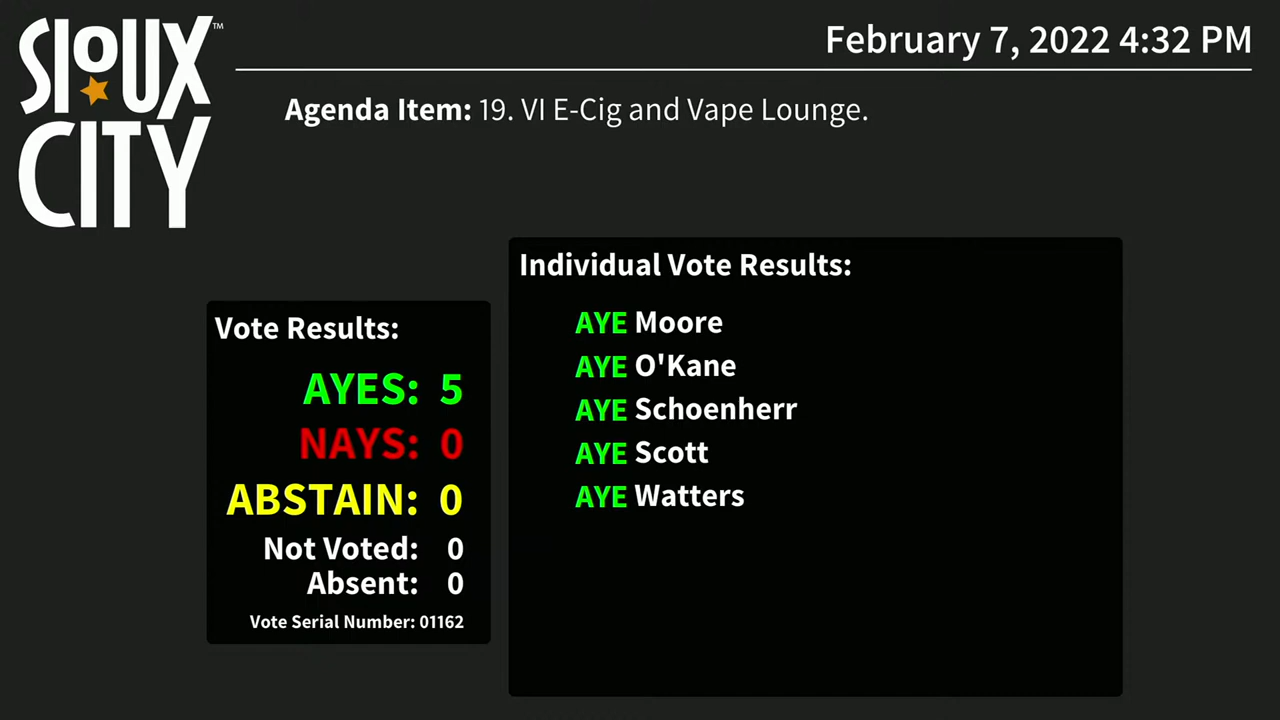 SIOUX™
CITY
February 7, 2022 4:32 PM
Agenda Item: 19. VI E-Cig and Vape Lounge.
Vote Results:
AYES: 5
NAYS: 0
ABSTAIN: 0
Not Voted: 0
Absent: 0
Vote Serial Number: 01162
Individual Vote Results:
AYE Moore
AYE O'Kane
AYE Schoenherr
AYE Scott
AYE Watters